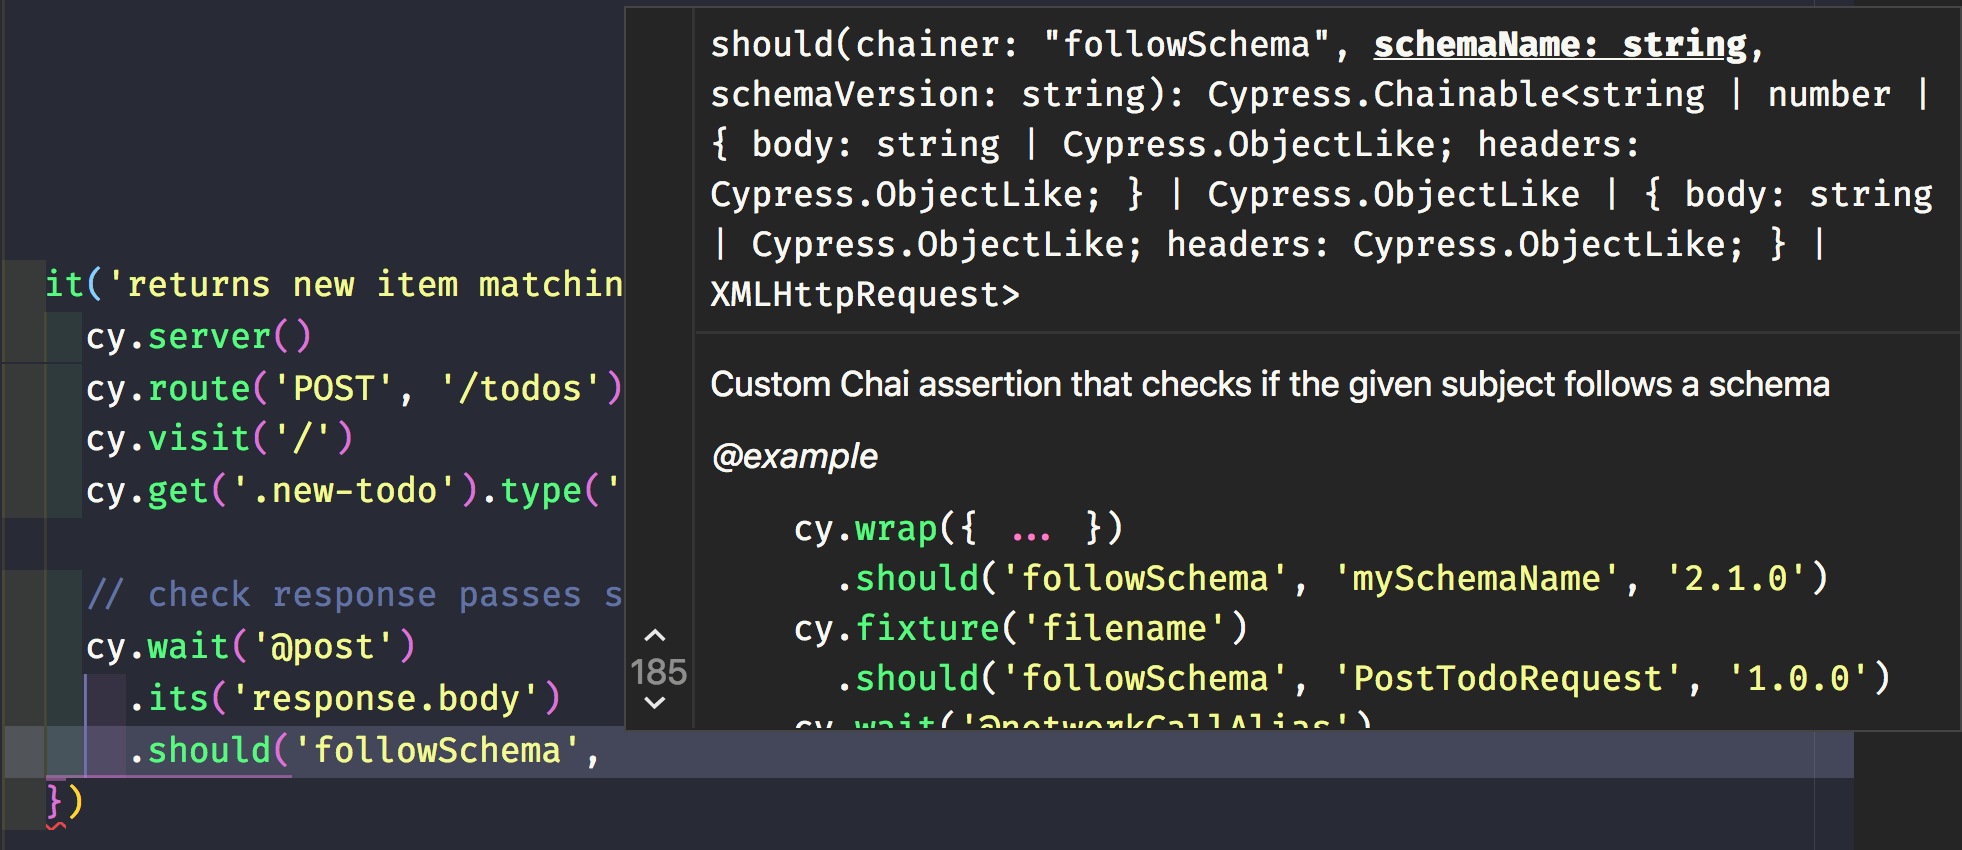 it('returns new item matchin
cy.server()
cy.route('POST', '/todos')
cy.visit('/')
cy.get('.new-todo').type('
// check response passes s
cy.wait('@post')
.its('response.body')
.should('followSchema',
})
should(chainer: "followSchema", schemaName: string,
schemaVersion: string): Cypress.Chainable<string | number |
{ body: string | Cypress.ObjectLike; headers:
Cypress.ObjectLike; } | Cypress.ObjectLike | { body: string
| Cypress.ObjectLike; headers: Cypress.ObjectLike; } |
XMLHttpRequest>
Custom Chai assertion that checks if the given subject follows a schema
@example
cy.wrap({ ... })
.should('followSchema', 'mySchemaName', '2.1.0')
cy.fixture('filename')
.should('followSchema', 'PostTodoRequest', '1.0.0')
cy.wait('@networkCallAlias')
185